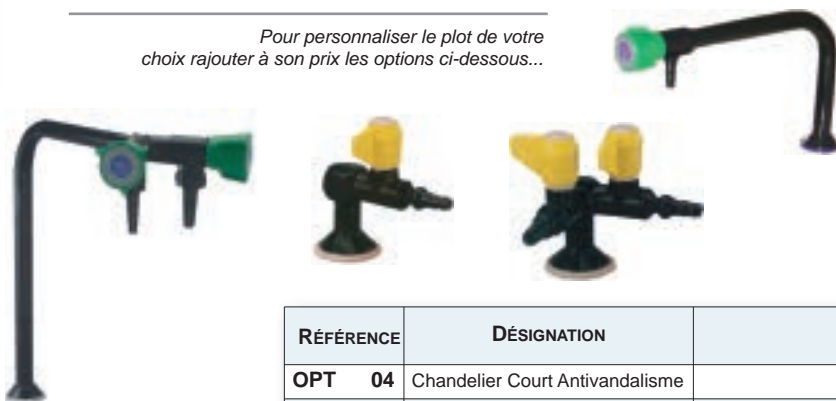 Pour personnaliser le plot de votre
choix rajouter à son prix les options ci-dessous...
RÉFÉRENCE DÉSIGNATION
OPT 04 Chandelier Court Antivandalisme